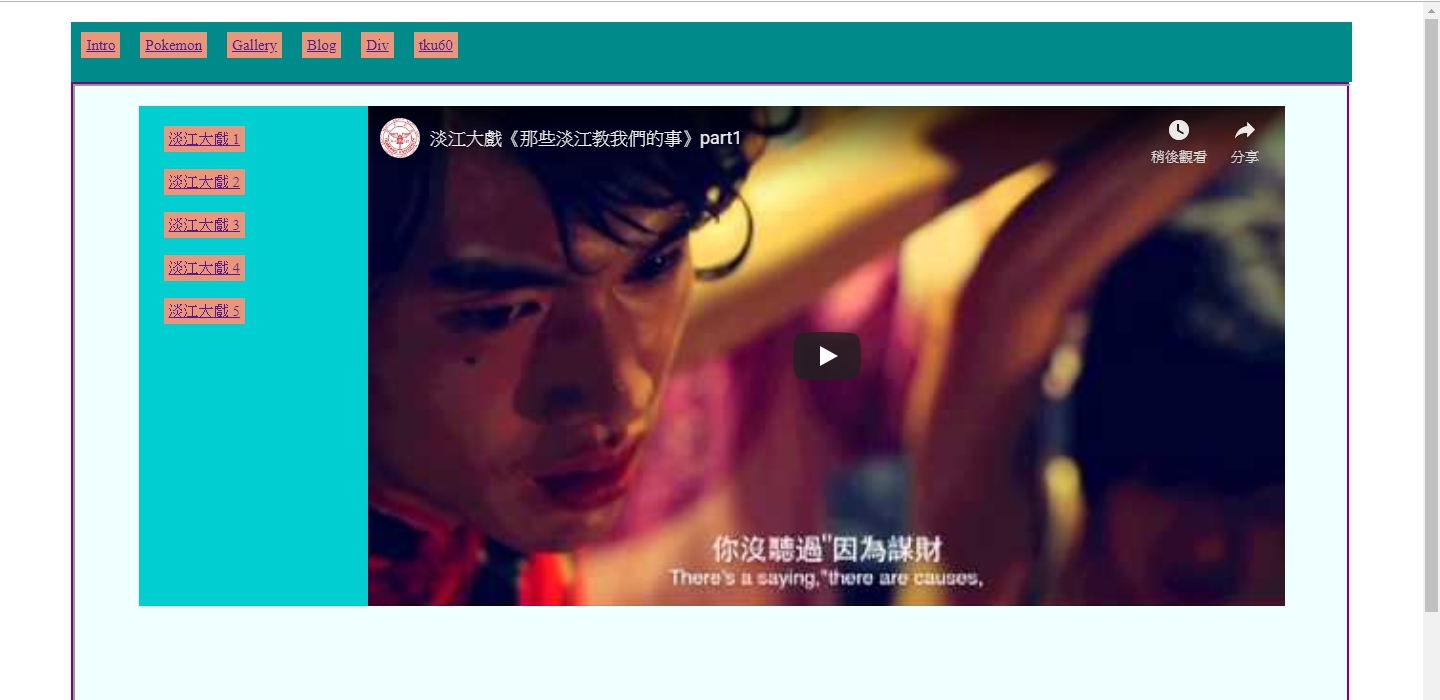 Intro Pokemon Gallery Blog Div tku60
淡江大戲 1
淡江大戲 2
淡江大戲 3
淡江大戲 4
淡江大戲 5
淡江大戲《那些淡江教我們的事》part1
稍後觀看 分享
你沒聽過"因為謀財
There's a saying,"there are causes,